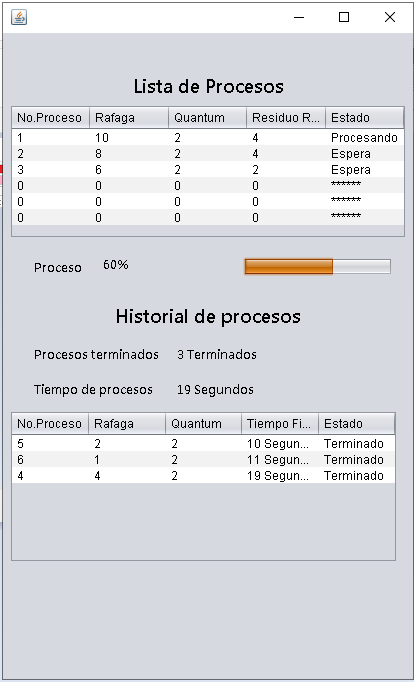 Lista de Procesos
No.Proceso Rafaga Quantum Residuo R... Estado
1 10 2 4 Procesando
2 8 2 4 Espera
3 6 2 2 Espera
0 0 0 0 ******
0 0 0 0 ******
0 0 0 0 ******
Proceso 60%
Historial de procesos
Procesos terminados 3 Terminados
Tiempo de procesos 19 Segundos
No.Proceso Rafaga Quantum Tiempo Fi... Estado
5 2 2 10 Segun... Terminado
6 1 2 11 Segun... Terminado
4 4 2 19 Segun... Terminado